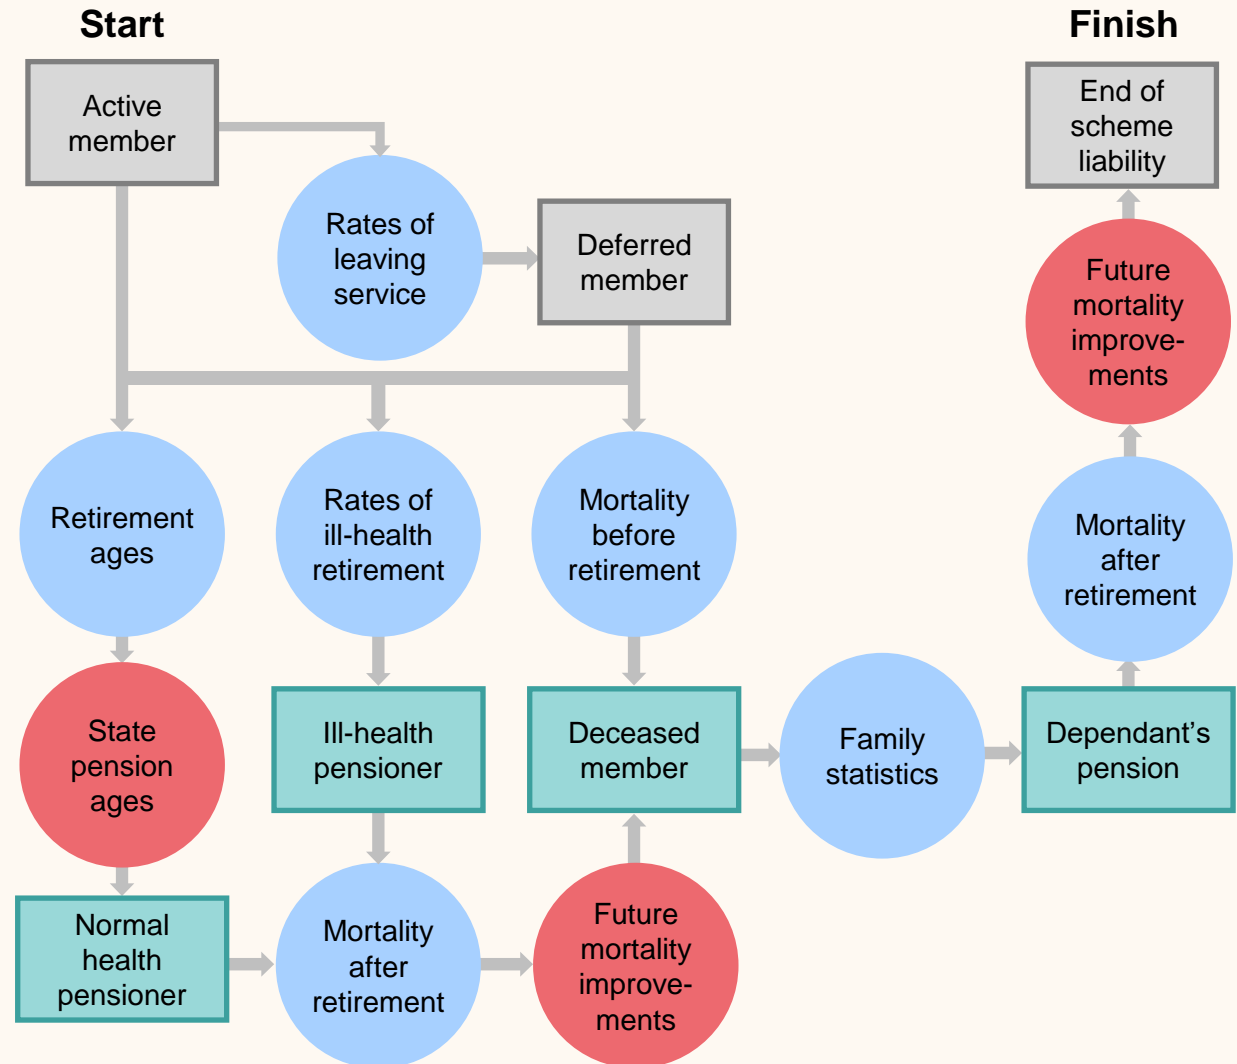 Start
Finish
Active
member
End of
scheme
liability
Rates of
leaving
service
Deferred
member
Future
mortality
improve-
ments
Retirement
ages
Rates of
ill-health
retirement
Mortality
before
retirement
Mortality
after
retirement
State
pension
ages
Ill-health
pensioner
Deceased
member
Family
statistics
Dependant's
pension
Normal
health
pensioner
Mortality
after
retirement
Future
mortality
improve-
ments